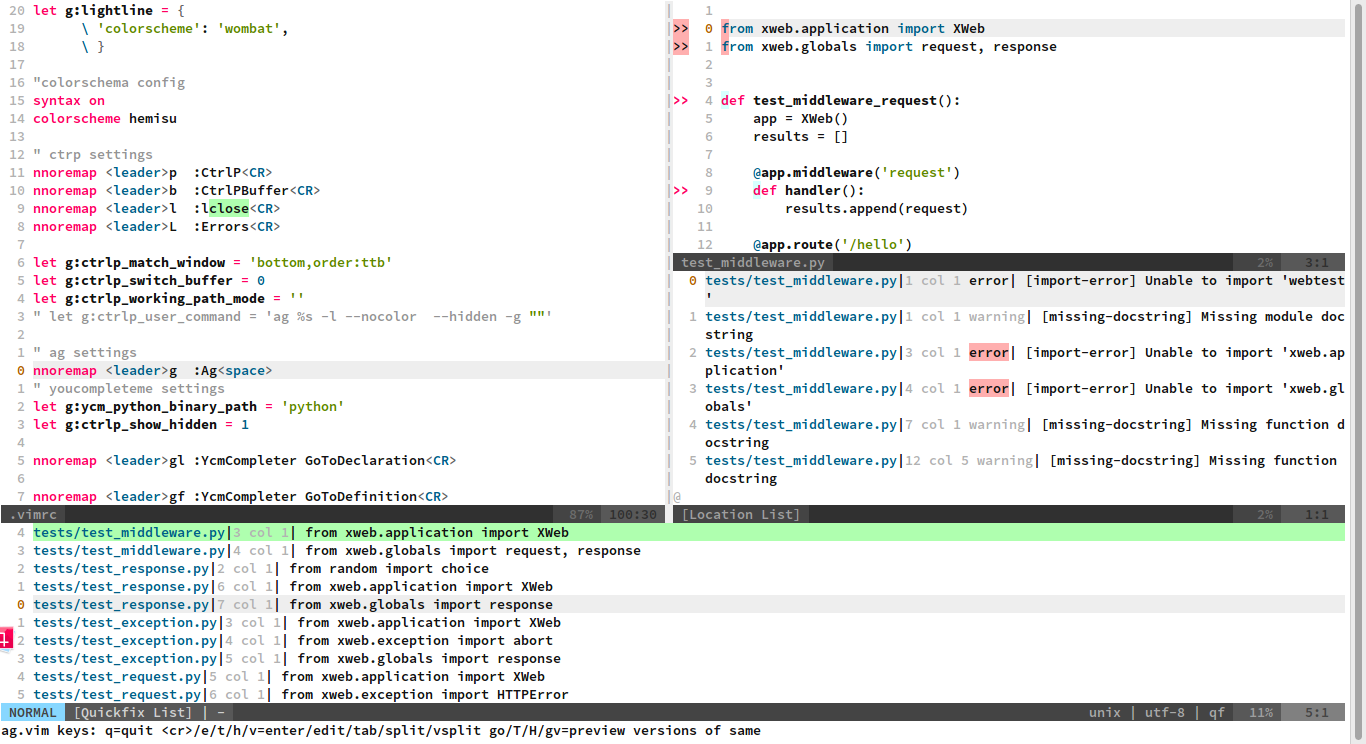 20 let g:lightline = {
19       \ 'colorscheme': 'wombat',
18       \ }
17
16 "colorschema config
15 syntax on
14 colorscheme hemisu
13
12 " ctrp settings
11 nnoremap <leader>p  :CtrlP<CR>
10 nnoremap <leader>b  :CtrlPBuffer<CR>
9 nnoremap <leader>l  :lclose<CR>
8 nnoremap <leader>L  :Errors<CR>
7
6 let g:ctrlp_match_window = 'bottom,order:ttb'
5 let g:ctrlp_switch_buffer = 0
4 let g:ctrlp_working_path_mode = ''
3 " let g:ctrlp_user_command = 'ag %s -l --nocolor  --hidden -g ""'
2
1 " ag settings
0 nnoremap <leader>g  :Ag<space>
1 " youcompleteme settings
2 let g:ycm_python_binary_path = 'python'
3 let g:ctrlp_show_hidden = 1
4
5 nnoremap <leader>gl :YcmCompleter GoToDeclaration<CR>
6
7 nnoremap <leader>gf :YcmCompleter GoToDefinition<CR>
.vimrc 87% 100:30
1
>> 0 from xweb.application import XWeb
>> 1 from xweb.globals import request, response
2
3
>> 4 def test_middleware_request():
5     app = XWeb()
6     results = []
7
8     @app.middleware('request')
>> 9     def handler():
10         results.append(request)
11
12     @app.route('/hello')
test_middleware.py 2% 3:1
0 tests/test_middleware.py|1 col 1 error| [import-error] Unable to import 'webtest
'
1 tests/test_middleware.py|1 col 1 warning| [missing-docstring] Missing module doc
string
2 tests/test_middleware.py|3 col 1 error| [import-error] Unable to import 'xweb.ap
plication'
3 tests/test_middleware.py|4 col 1 error| [import-error] Unable to import 'xweb.gl
obals'
4 tests/test_middleware.py|7 col 1 warning| [missing-docstring] Missing function d
ocstring
5 tests/test_middleware.py|12 col 5 warning| [missing-docstring] Missing function
docstring
@
[Location List] 2% 1:1
4 tests/test_middleware.py|3 col 1| from xweb.application import XWeb
3 tests/test_middleware.py|4 col 1| from xweb.globals import request, response
2 tests/test_response.py|2 col 1| from random import choice
1 tests/test_response.py|6 col 1| from xweb.application import XWeb
0 tests/test_response.py|7 col 1| from xweb.globals import response
1 tests/test_exception.py|3 col 1| from xweb.application import XWeb
2 tests/test_exception.py|4 col 1| from xweb.exception import abort
3 tests/test_exception.py|5 col 1| from xweb.globals import response
4 tests/test_request.py|5 col 1| from xweb.application import XWeb
5 tests/test_request.py|6 col 1| from xweb.exception import HTTPError
NORMAL [Quickfix List] | - unix | utf-8 | qf 11% 5:1
ag.vim keys: q=quit <cr>/e/t/h/v=enter/edit/tab/split/vsplit go/T/H/gv=preview versions of same